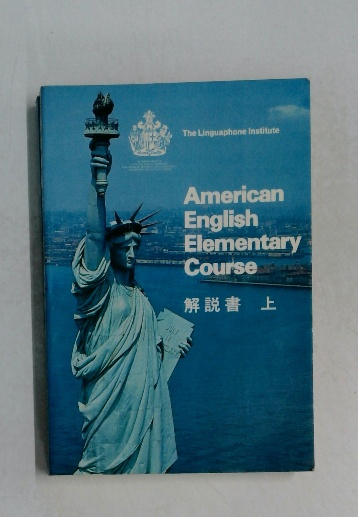 The Linguaphone Institute
American
English
Elementary
Course
解説書 上